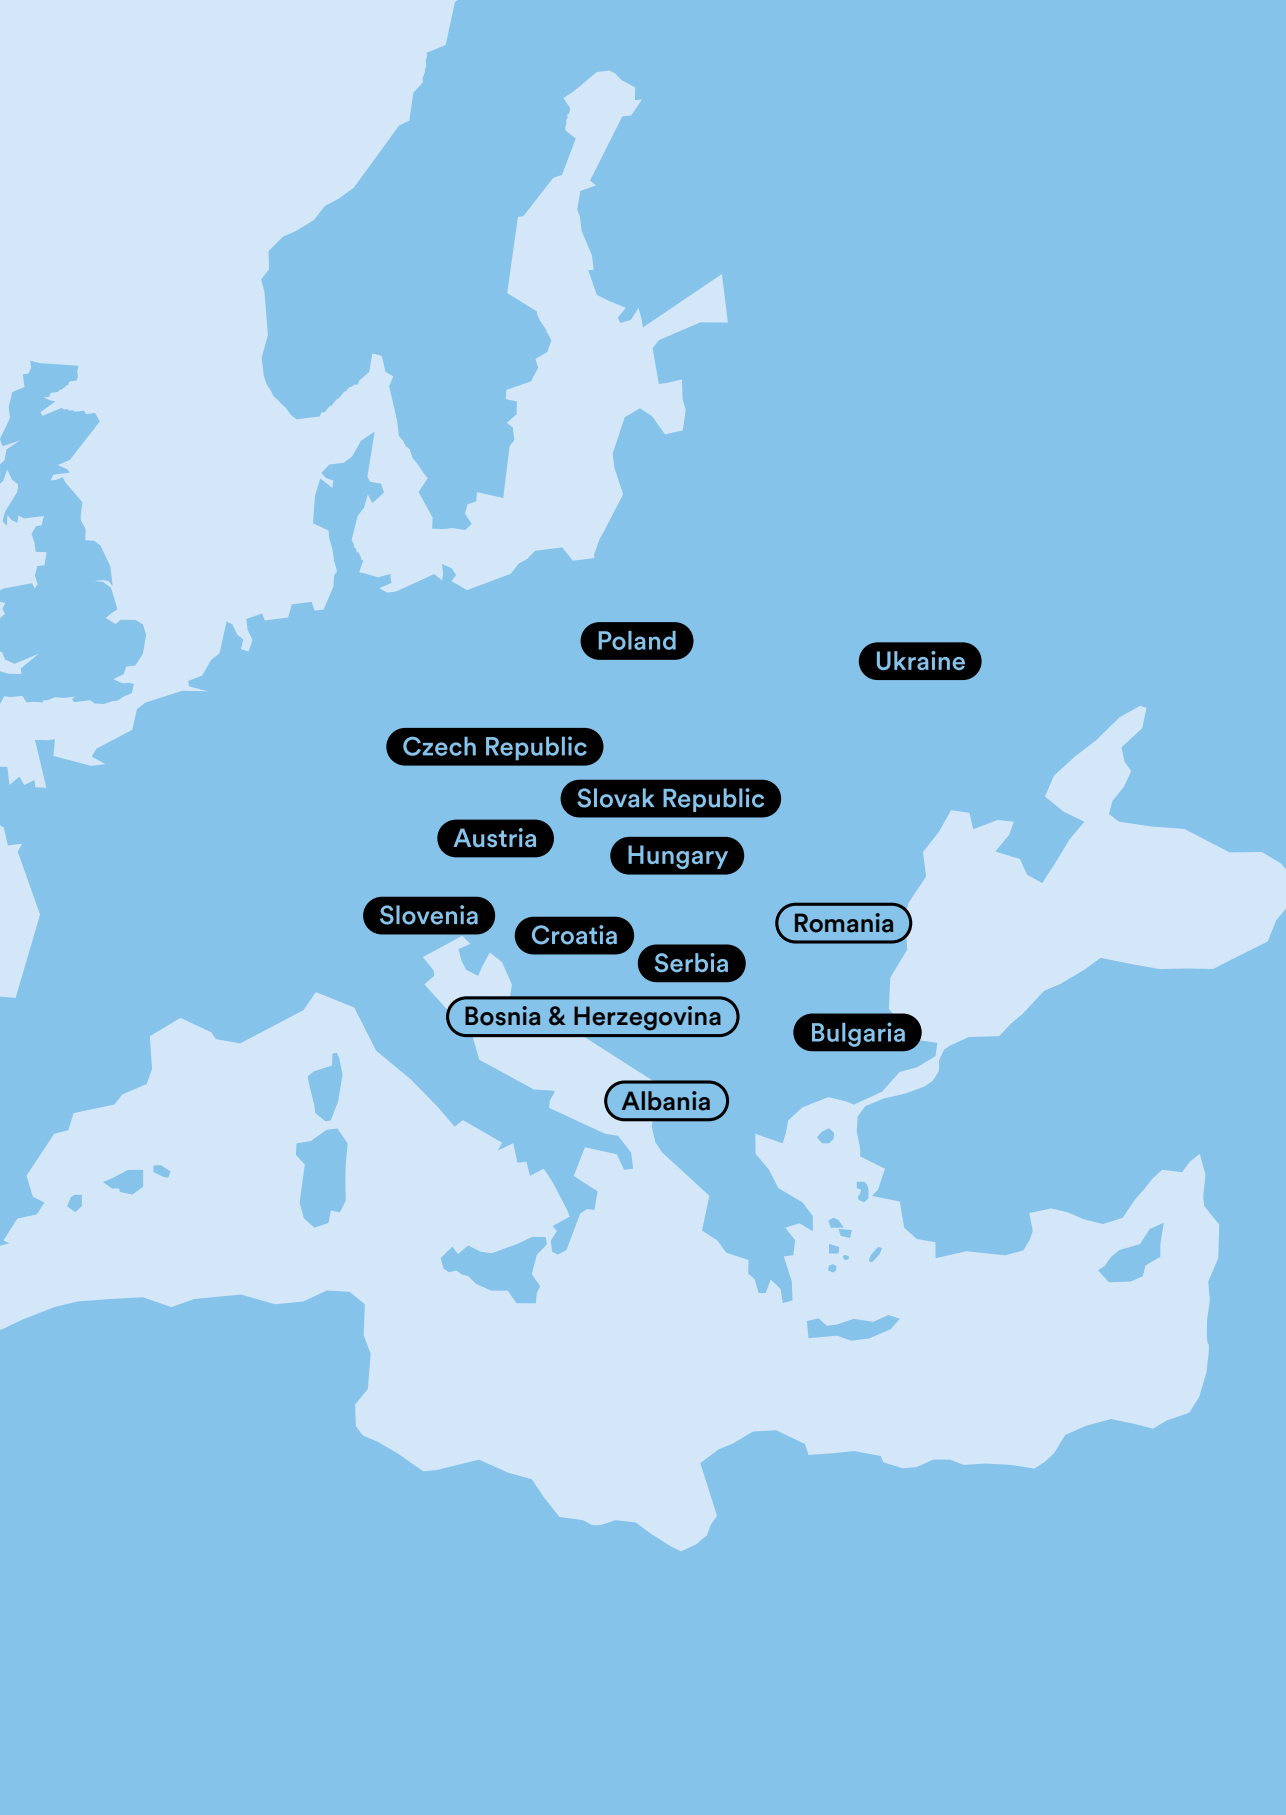 Poland
Ukraine
Czech Republic
Slovak Republic
Austria
Hungary
Slovenia
Croatia
Romania
Serbia
Bosnia & Herzegovina
Bulgaria
Albania